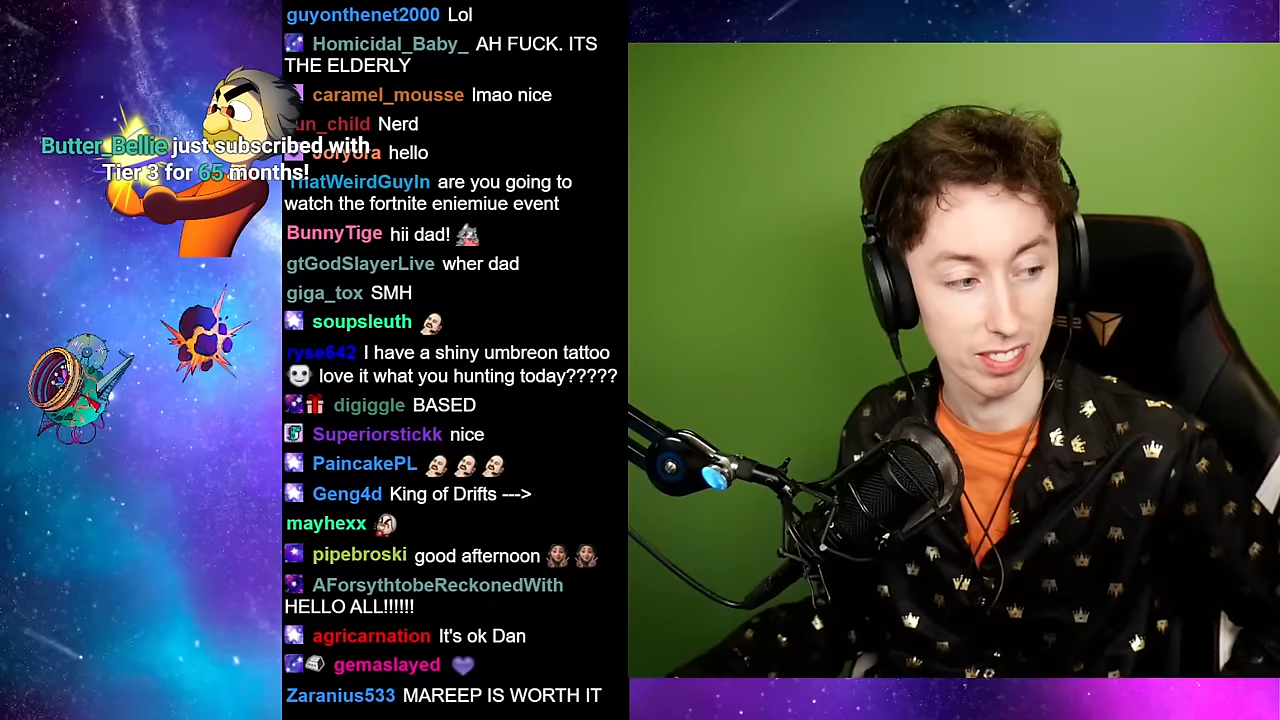 guyonthenet2000 Lol
Homicidal_Baby_ AH FUCK. ITS
THE ELDERLY
caramel_mousse lmao nice
un_child Nerd
Joryora hello
Butter_Bellie just subscribed with
Tier 3 for 65 months!
ThatWeirdGuyIn are you going to
watch the fortnite eniemiue event
BunnyTige hii dad!
gtGodSlayerLive wher dad
giga_tox SMH
soupsleuth
ryse642 I have a shiny umbreon tattoo
love it what you hunting today?????
digiggle BASED
Superiorstickk nice
PaincakePL
Geng4d King of Drifts --->
mayhexx
pipebroski good afternoon
AForsythtobeReckonedWith
HELLO ALL!!!!!!
agricarnation It's ok Dan
gemaslayed
Zaranius533 MAREEP IS WORTH IT